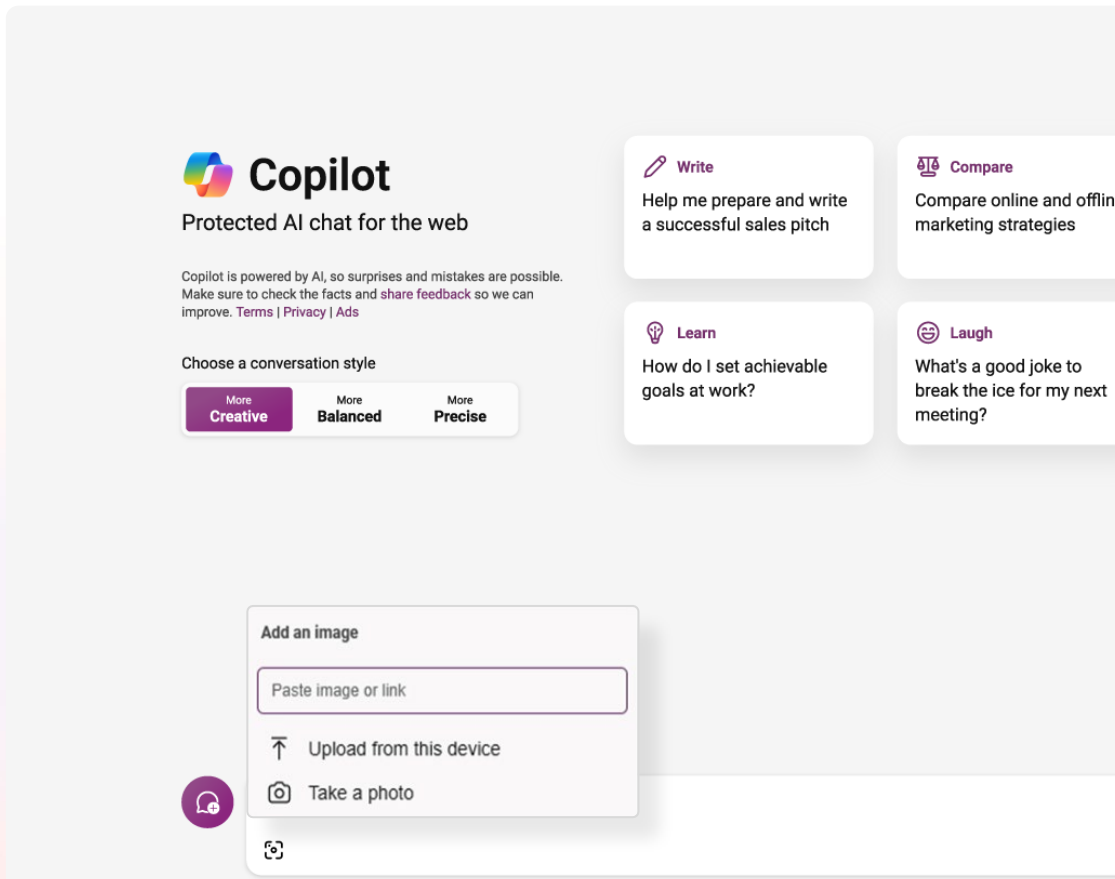 Copilot
Protected AI chat for the web
Copilot is powered by AI, so surprises and mistakes are possible.
Make sure to check the facts and share feedback so we can
improve. Terms | Privacy | Ads
Choose a conversation style
More
Creative
More
Balanced
More
Precise
Write
Help me prepare and write
a successful sales pitch
Compare
Compare online and offlin
marketing strategies
Learn
How do I set achievable
goals at work?
Laugh
What's a good joke to
break the ice for my next
meeting?
Add an image
Paste image or link
Upload from this device
Take a photo